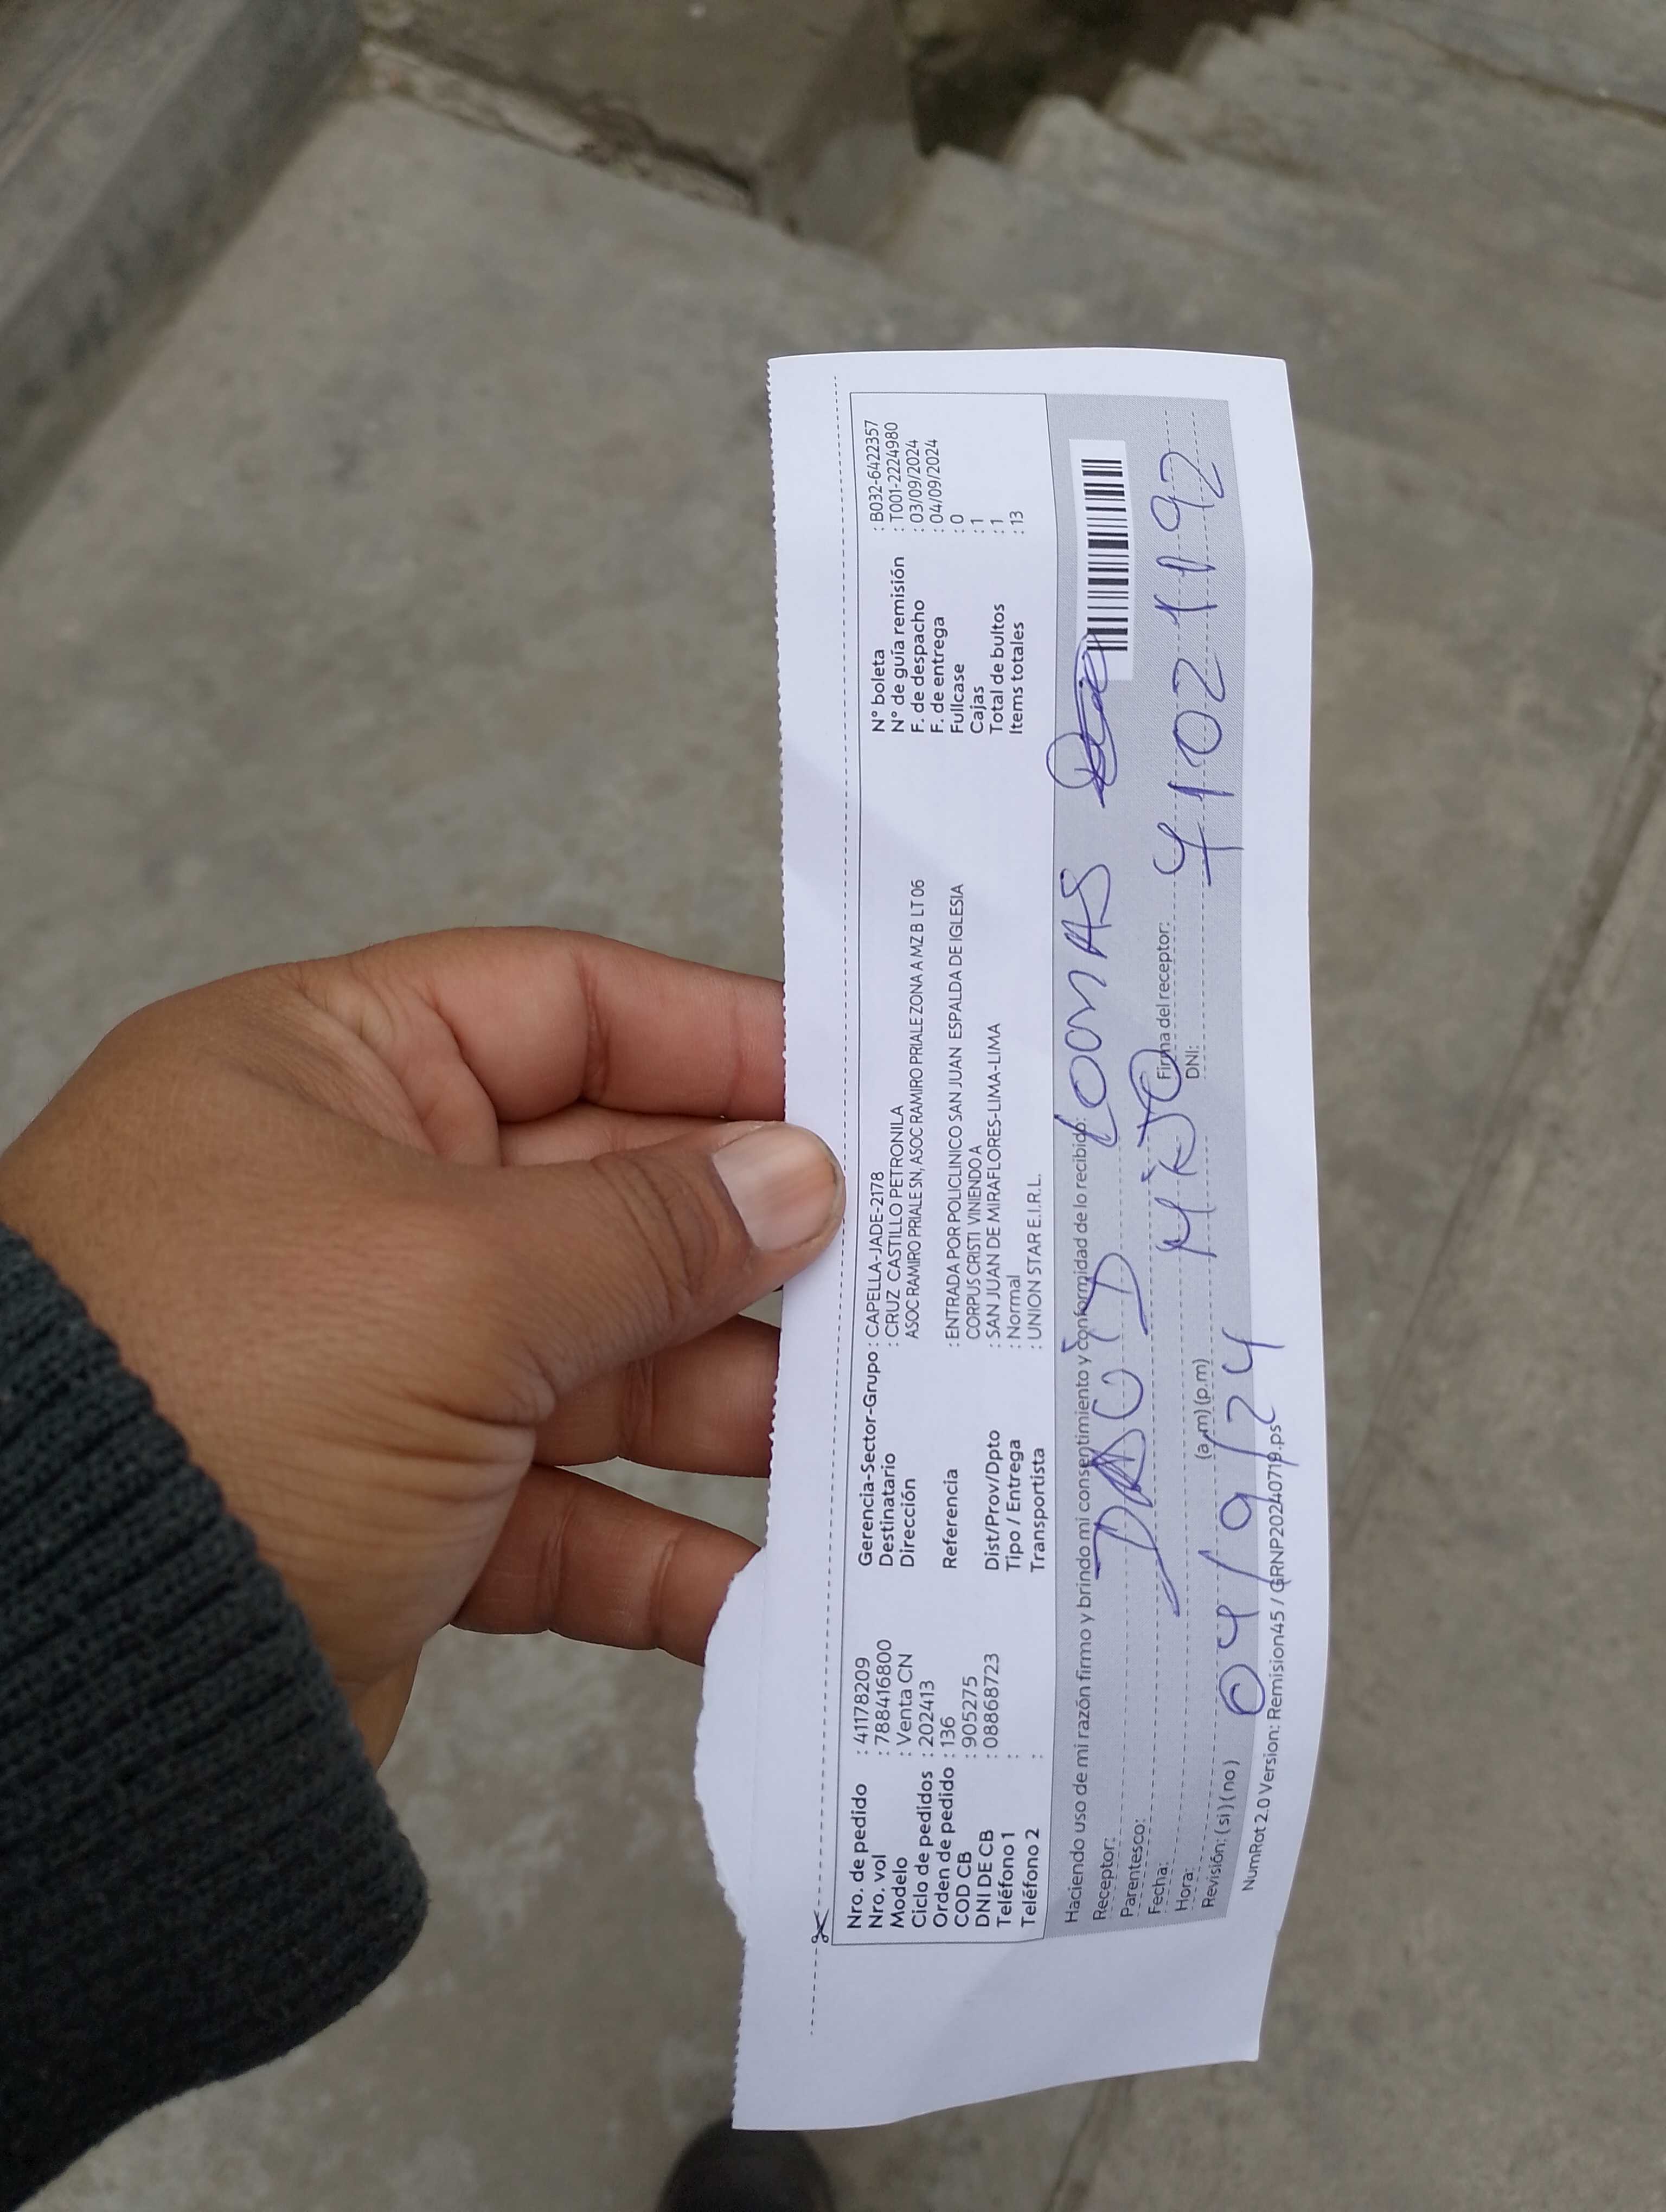 Nro. de pedido : 41178209 Gerencia-Sector-Grupo : CAPELLA-JADE-2178 N° boleta : B032-6422357
Nro. vol : 788416800 Destinatario : CRUZ CASTILLO PETRONILA N° de guía remisión : T001-2224980
Modelo : Venta CN Dirección ASOC RAMIRO PRIALE SN, ASOC RAMIRO PRIALE ZONA A MZ B LT 06 F. de despacho : 03/09/2024
Ciclo de pedidos : 202413 F. de entrega : 04/09/2024
Orden de pedido : 136 Referencia : ENTRADA POR POLICLINICO SAN JUAN ESPALDA DE IGLESIA Fullcase : 0
COD CB : 905275 CORPUS CRISTI VINIENDO A Cajas : 1
DNI DE CB : 08868723 Dist/Prov/Dpto : SAN JUAN DE MIRAFLORES-LIMA-LIMA Total de bultos : 1
Teléfono 1 : Tipo / Entrega : Normal Items totales : 13
Teléfono 2 : Transportista : UNION STAR E.I.R.L.
Haciendo uso de mi razón firmo y brindo mi consentimiento y conformidad de lo recibido:
Receptor: DAVID COMAS
Parentesco: HIJO
Fecha: 04/9/24 Firma del receptor:
Hora: (a.m) (p.m) DNI: 41021192
Revisión: ( si ) ( no )
NumRot 2.0 Version: Remision45 / GRNP20240719.ps